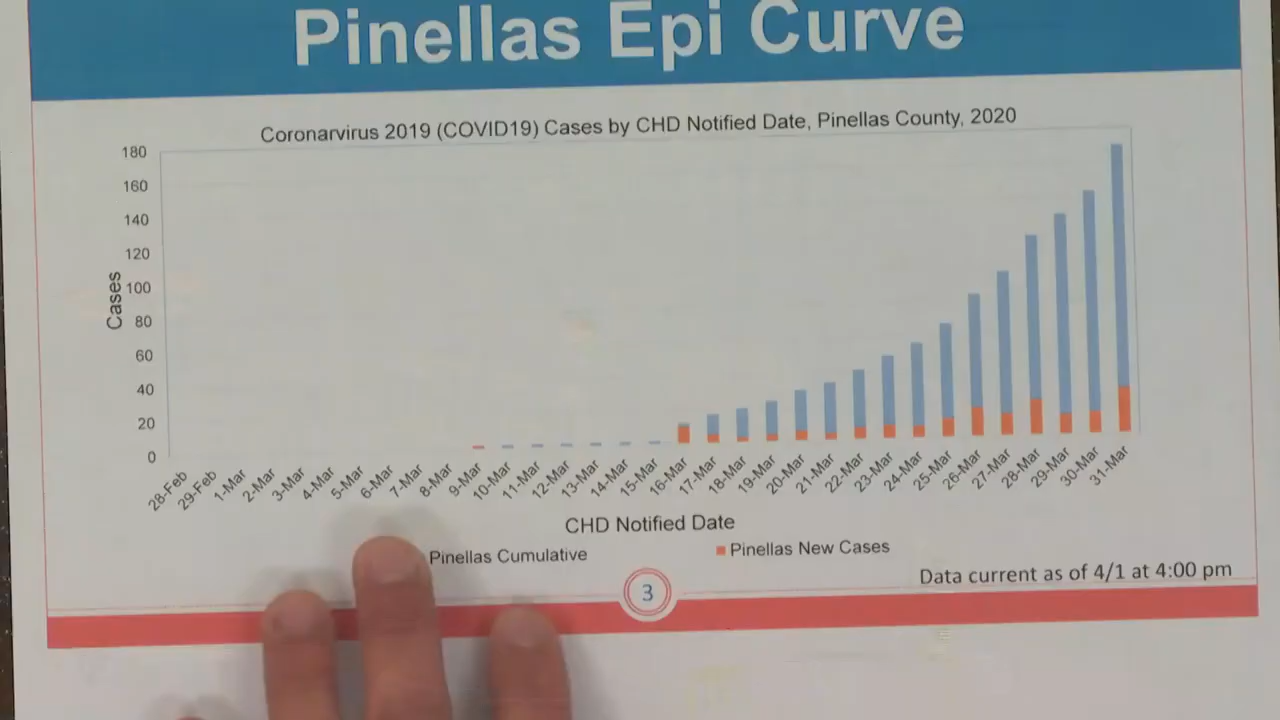 Pinellas Epi Curve
Coronarvirus 2019 (COVID19) Cases by CHD Notified Date, Pinellas County, 2020
180
160
140
120
100
80
60
40
20
0
Cases
28-Feb
29-Feb
1-Mar
2-Mar
3-Mar
4-Mar
5-Mar
6-Mar
7-Mar
8-Mar
9-Mar
10-Mar
11-Mar
12-Mar
13-Mar
14-Mar
15-Mar
16-Mar
17-Mar
18-Mar
19-Mar
20-Mar
21-Mar
22-Mar
23-Mar
24-Mar
25-Mar
26-Mar
27-Mar
28-Mar
29-Mar
30-Mar
31-Mar
CHD Notified Date
Pinellas Cumulative
Pinellas New Cases
Data current as of 4/1 at 4:00 pm
3